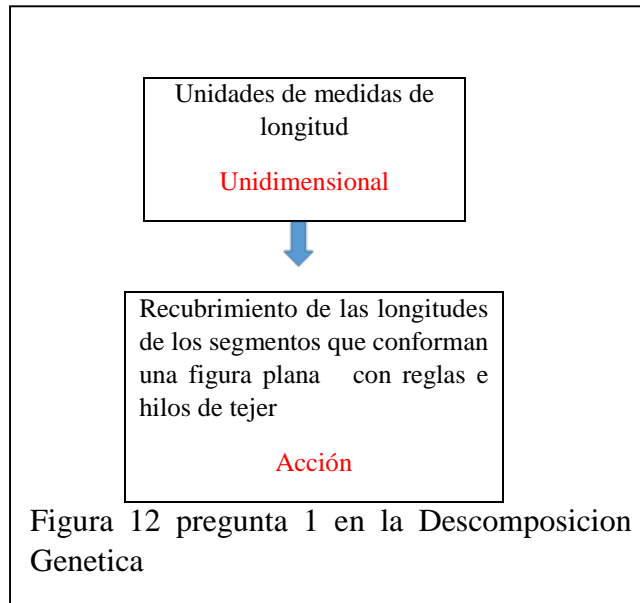 Unidades de medidas de
longitud
Unidimensional
Recubrimiento de las longitudes
de los segmentos que conforman
una figura plana con reglas e
hilos de tejer
Acción
Figura 12 pregunta 1 en la Descomposicion
Genetica